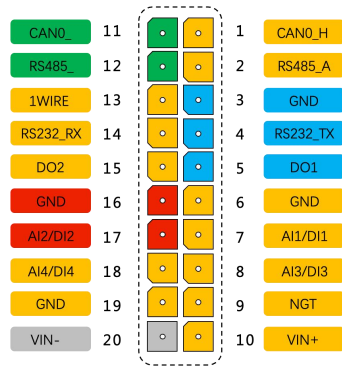 CAN0_ 11 1 CAN0_H
RS485_ 12 2 RS485_A
1WIRE 13 3 GND
RS232_RX 14 4 RS232_TX
DO2 15 5 DO1
GND 16 6 GND
AI2/DI2 17 7 AI1/DI1
AI4/DI4 18 8 AI3/DI3
GND 19 9 NGT
VIN- 20 10 VIN+